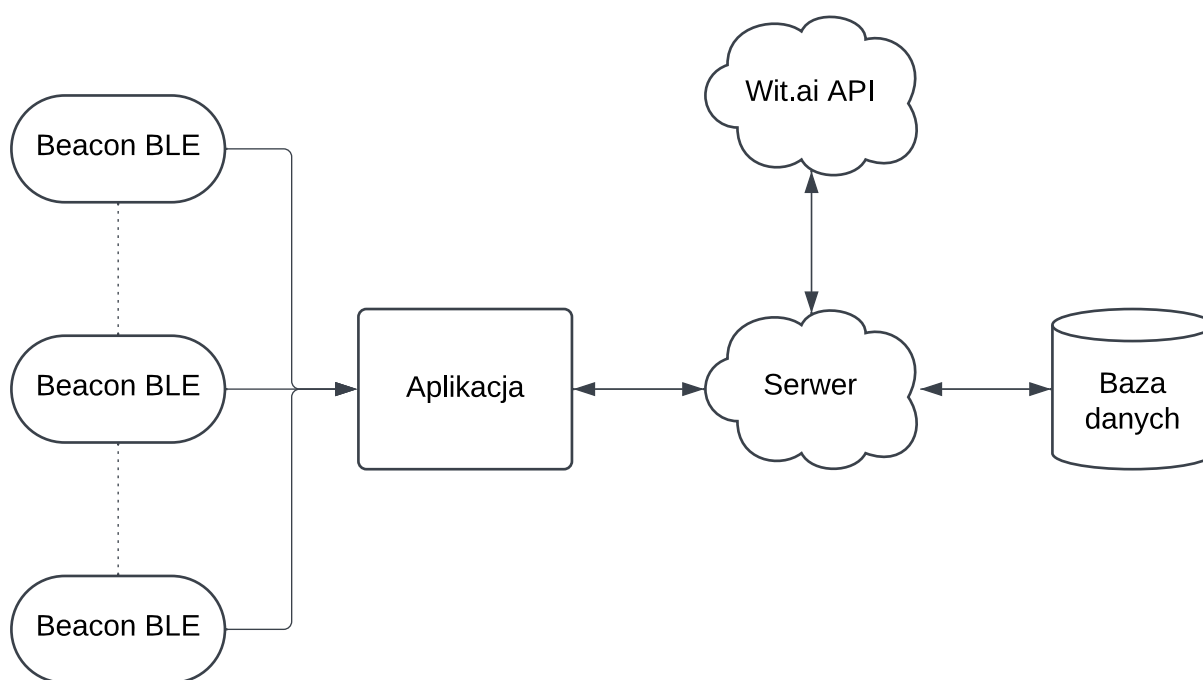 Wit.ai API
Beacon BLE
Beacon BLE
Aplikacja
Serwer
Baza
danych
Beacon BLE